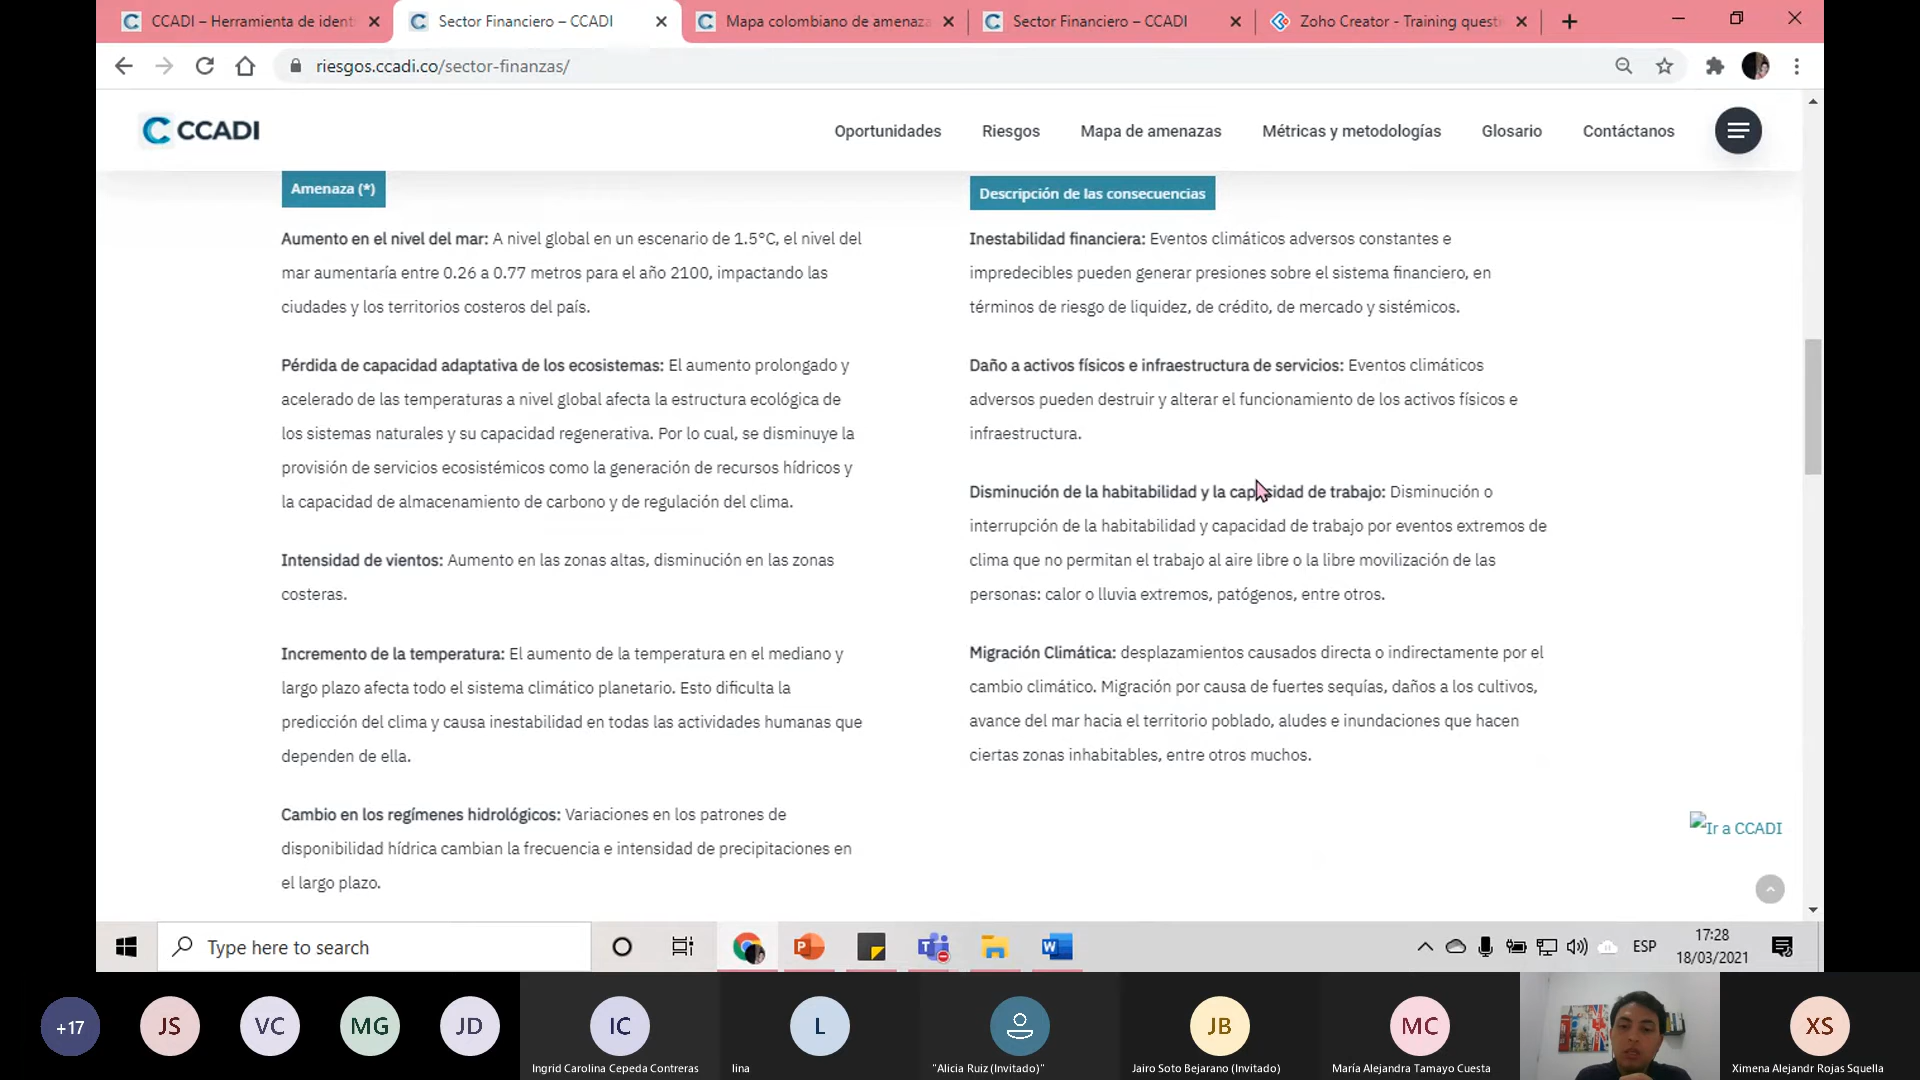 CCADI – Herramienta de ident
Sector Financiero – CCADI
Mapa colombiano de amenaza
Sector Financiero – CCADI
Zoho Creator - Training questi
riesgos.ccadi.co/sector-finanzas/
CCADI
Oportunidades
Riesgos
Mapa de amenazas
Métricas y metodologías
Glosario
Contáctanos
Amenaza (*)
Aumento en el nivel del mar: A nivel global en un escenario de 1.5°C, el nivel del
mar aumentaría entre 0.26 a 0.77 metros para el año 2100, impactando las
ciudades y los territorios costeros del país.
Pérdida de capacidad adaptativa de los ecosistemas: El aumento prolongado y
acelerado de las temperaturas a nivel global afecta la estructura ecológica de
los sistemas naturales y su capacidad regenerativa. Por lo cual, se disminuye la
provisión de servicios ecosistémicos como la generación de recursos hídricos y
la capacidad de almacenamiento de carbono y de regulación del clima.
Intensidad de vientos: Aumento en las zonas altas, disminución en las zonas
costeras.
Incremento de la temperatura: El aumento de la temperatura en el mediano y
largo plazo afecta todo el sistema climático planetario. Esto dificulta la
predicción del clima y causa inestabilidad en todas las actividades humanas que
dependen de ella.
Cambio en los regímenes hidrológicos: Variaciones en los patrones de
disponibilidad hídrica cambian la frecuencia e intensidad de precipitaciones en
el largo plazo.
Descripción de las consecuencias
Inestabilidad financiera: Eventos climáticos adversos constantes e
impredecibles pueden generar presiones sobre el sistema financiero, en
términos de riesgo de liquidez, de crédito, de mercado y sistémicos.
Daño a activos físicos e infraestructura de servicios: Eventos climáticos
adversos pueden destruir y alterar el funcionamiento de los activos físicos e
infraestructura.
Disminución de la habitabilidad y la capacidad de trabajo: Disminución o
interrupción de la habitabilidad y capacidad de trabajo por eventos extremos de
clima que no permitan el trabajo al aire libre o la libre movilización de las
personas: calor o lluvia extremos, patógenos, entre otros.
Migración Climática: desplazamientos causados directa o indirectamente por el
cambio climático. Migración por causa de fuertes sequías, daños a los cultivos,
avance del mar hacia el territorio poblado, aludes e inundaciones que hacen
ciertas zonas inhabitables, entre otros muchos.
Ir a CCADI
Type here to search
ESP
17:28
18/03/2021
+17
JS
VC
MG
JD
IC
Ingrid Carolina Cepeda Contreras
L
lina
"Alicia Ruiz (Invitado)"
JB
Jairo Soto Bejarano (Invitado)
MC
María Alejandra Tamayo Cuesta
XS
Ximena Alejandr Rojas Squella